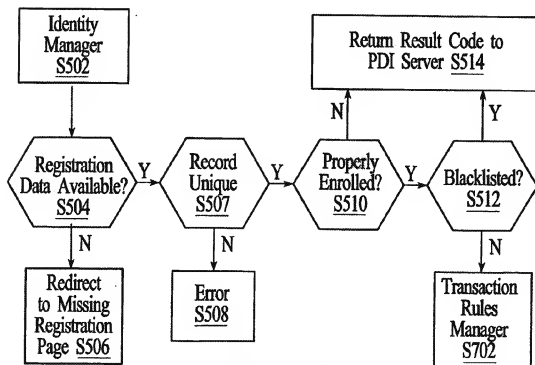 Identity
Manager
S502
Return Result Code to
PDI Server S514
N
Y
Registration
Data Available?
S504
Y
Record
Unique
S507
Y
Properly
Enrolled?
S510
Y
Blacklisted?
S512
N
N
N
Redirect
to Missing
Registration
Page S506
Error
S508
Transaction
Rules
Manager
S702